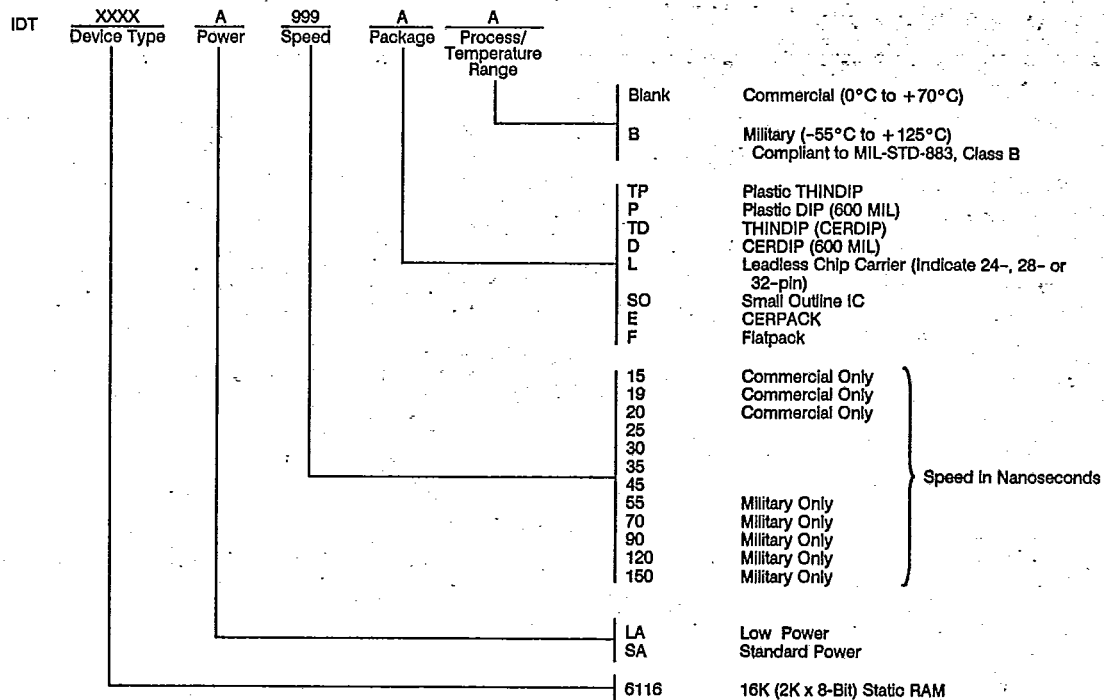 IDT XXXX A 999 A A
Device Type Power Speed Package Process/
Temperature
Range
Blank Commercial (0°C to +70°C)
B Military (-55°C to +125°C)
Compliant to MIL-STD-883, Class B
TP Plastic THINDIP
P Plastic DIP (600 MIL)
TD THINDIP (CERDIP)
D CERDIP (600 MIL)
L Leadless Chip Carrier (Indicate 24-, 28- or
32-pin)
SO Small Outline IC
E CERPACK
F Flatpack
15 Commercial Only
19 Commercial Only
20 Commercial Only
25
30
35
45
Speed in Nanoseconds
55 Military Only
70 Military Only
90 Military Only
120 Military Only
150 Military Only
LA Low Power
SA Standard Power
6116 16K (2K x 8-Bit) Static RAM